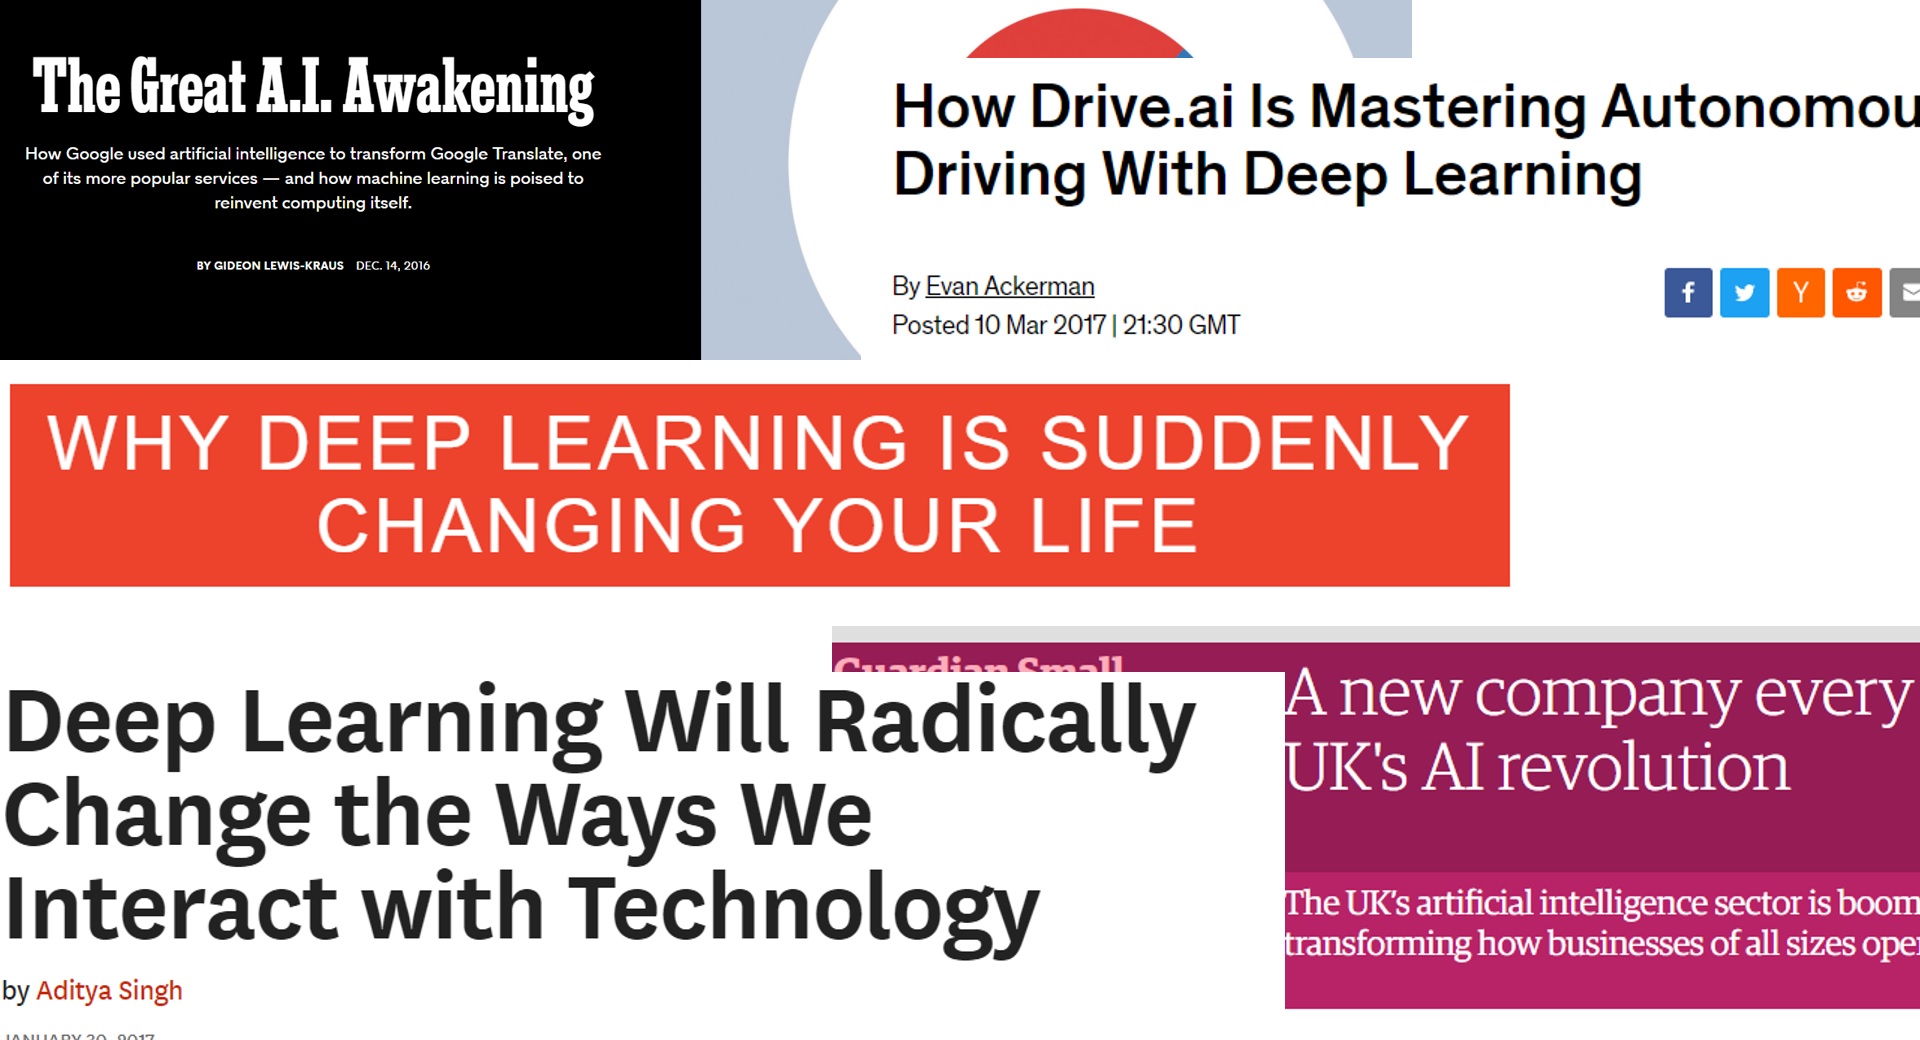 The Great A.I. Awakening
How Google used artificial intelligence to transform Google Translate, one
of its more popular services — and how machine learning is poised to
reinvent computing itself.
BY GIDEON LEWIS-KRAUS DEC. 14, 2016
How Drive.ai Is Mastering Autonomou
Driving With Deep Learning
By Evan Ackerman
Posted 10 Mar 2017 | 21:30 GMT
WHY DEEP LEARNING IS SUDDENLY
CHANGING YOUR LIFE
Deep Learning Will Radically
Change the Ways We
Interact with Technology
by Aditya Singh
JANUARY 30, 2017
Guardian Small
A new company every
UK's AI revolution
The UK's artificial intelligence sector is boom
transforming how businesses of all sizes ope